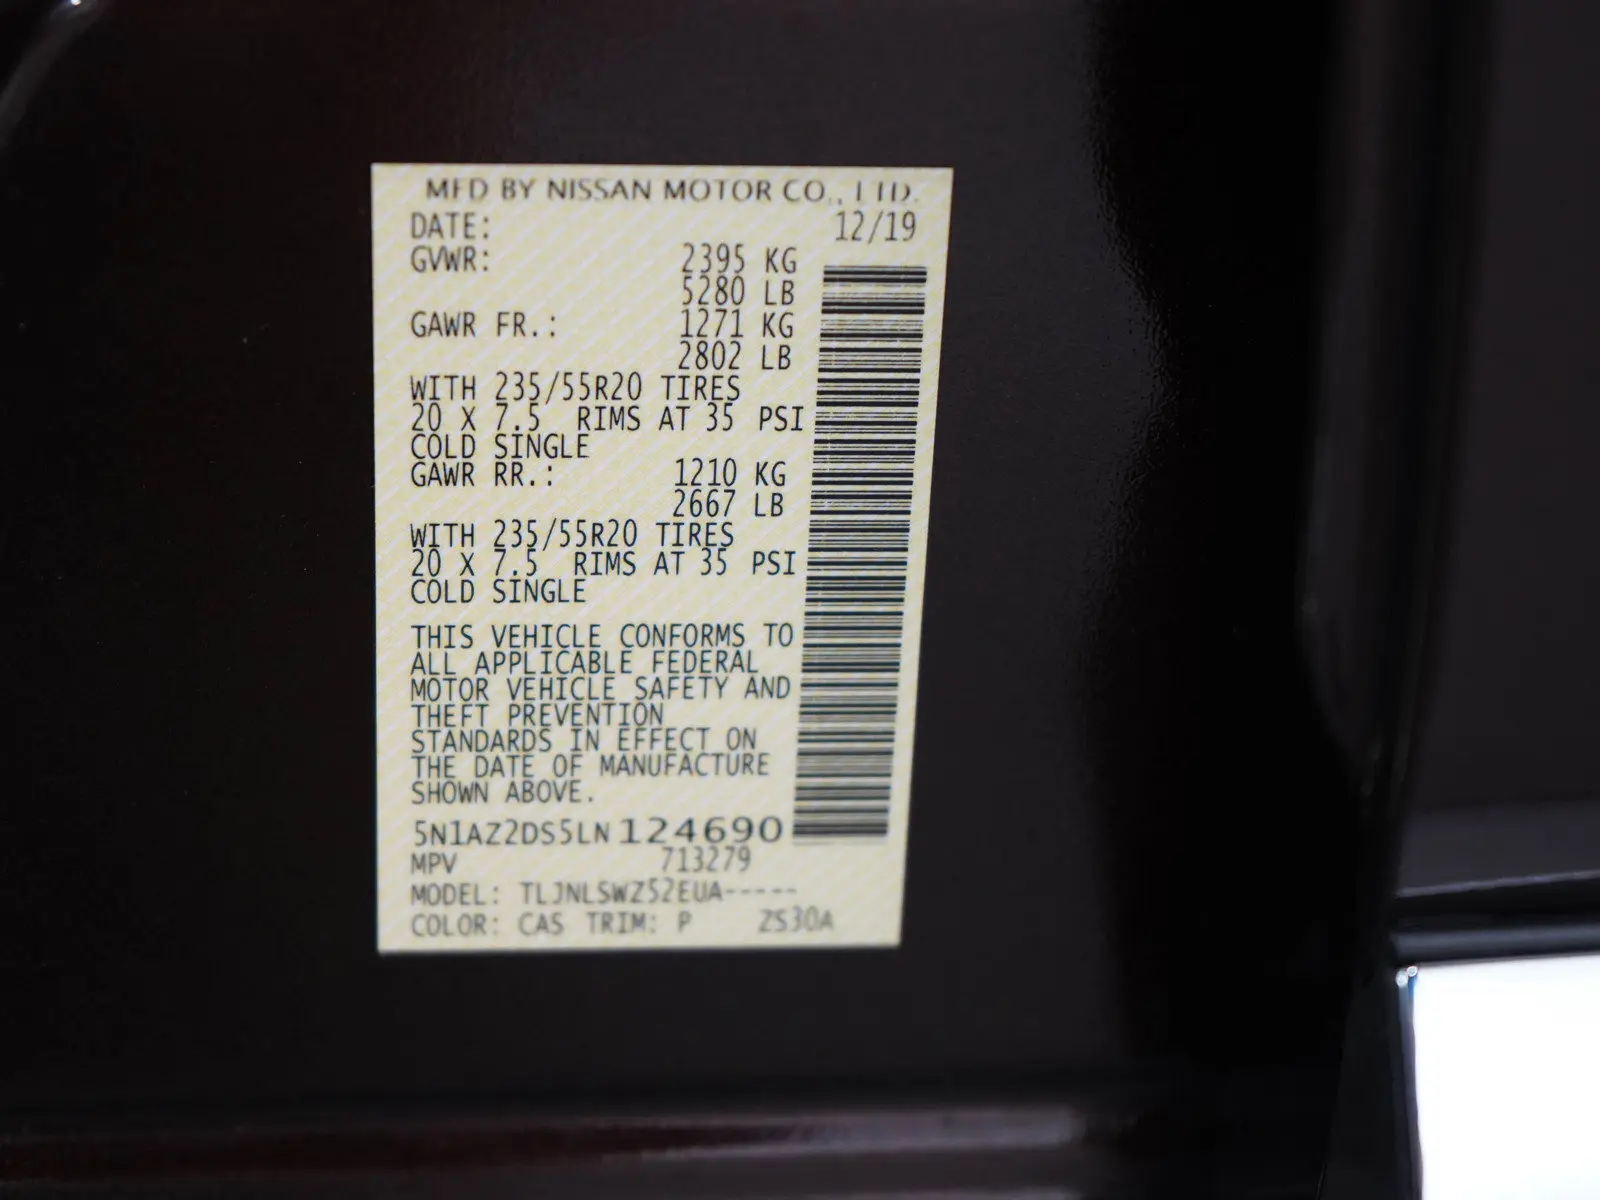 MFD BY NISSAN MOTOR CO., LTD.
DATE: 12/19
GVWR: 2395 KG
5280 LB
GAWR FR.: 1271 KG
2802 LB
WITH 235/55R20 TIRES
20 X 7.5 RIMS AT 35 PSI
COLD SINGLE
GAWR RR.: 1210 KG
2667 LB
WITH 235/55R20 TIRES
20 X 7.5 RIMS AT 35 PSI
COLD SINGLE
THIS VEHICLE CONFORMS TO
ALL APPLICABLE FEDERAL
MOTOR VEHICLE SAFETY AND
THEFT PREVENTION
STANDARDS IN EFFECT ON
THE DATE OF MANUFACTURE
SHOWN ABOVE.
5N1AZ2DS5LN124690
MPV 713279
MODEL: TLJNLSWZ52EUA-----
COLOR: CAS TRIM: P ZS30A